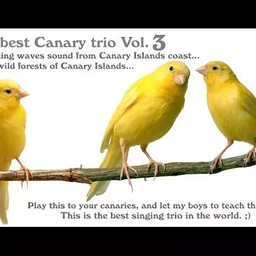 best Canary trio Vol. 3
king waves sound from Canary Islands coast...
wild forests of Canary Islands...
Play this to your canaries, and let my boys to teach th
This is the best singing trio in the world. ;)